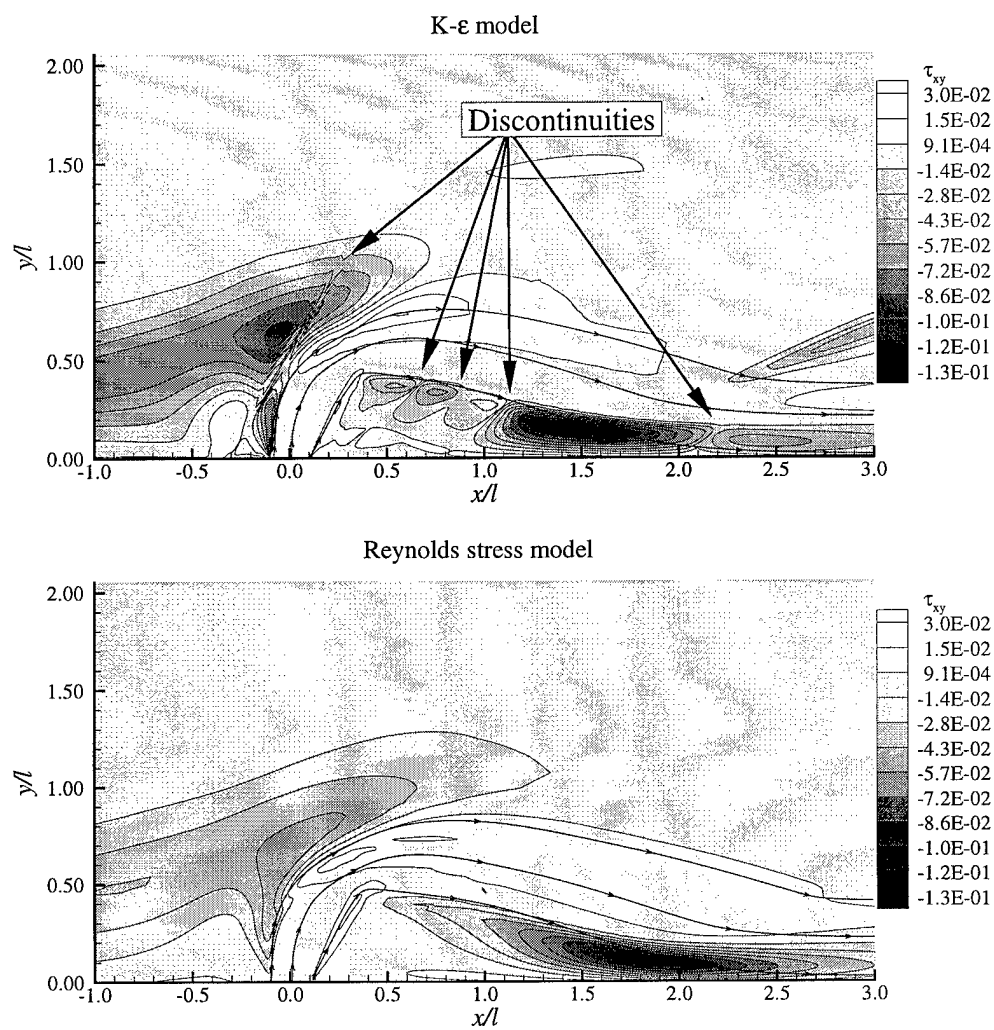 K-ε model
2.00
1.50
1.00
0.50
0.00
y/l
-1.0
-0.5
0.0
0.5
1.0
1.5
2.0
2.5
3.0
x/l
Discontinuities
τxy
3.0E-02
1.5E-02
9.1E-04
-1.4E-02
-2.8E-02
-4.3E-02
-5.7E-02
-7.2E-02
-8.6E-02
-1.0E-01
-1.2E-01
-1.3E-01
Reynolds stress model
2.00
1.50
1.00
0.50
0.00
y/l
-1.0
-0.5
0.0
0.5
1.0
1.5
2.0
2.5
3.0
x/l
τxy
3.0E-02
1.5E-02
9.1E-04
-1.4E-02
-2.8E-02
-4.3E-02
-5.7E-02
-7.2E-02
-8.6E-02
-1.0E-01
-1.2E-01
-1.3E-01